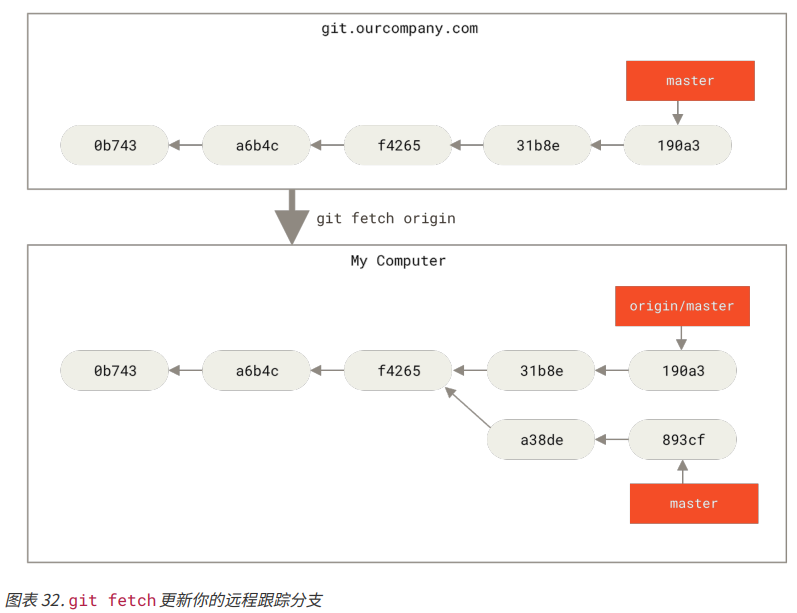 git.ourcompany.com
master
0b743 a6b4c f4265 31b8e 190a3
git fetch origin
My Computer
origin/master
0b743 a6b4c f4265 31b8e 190a3
a38de 893cf
master
图表 32. git fetch 更新你的远程跟踪分支